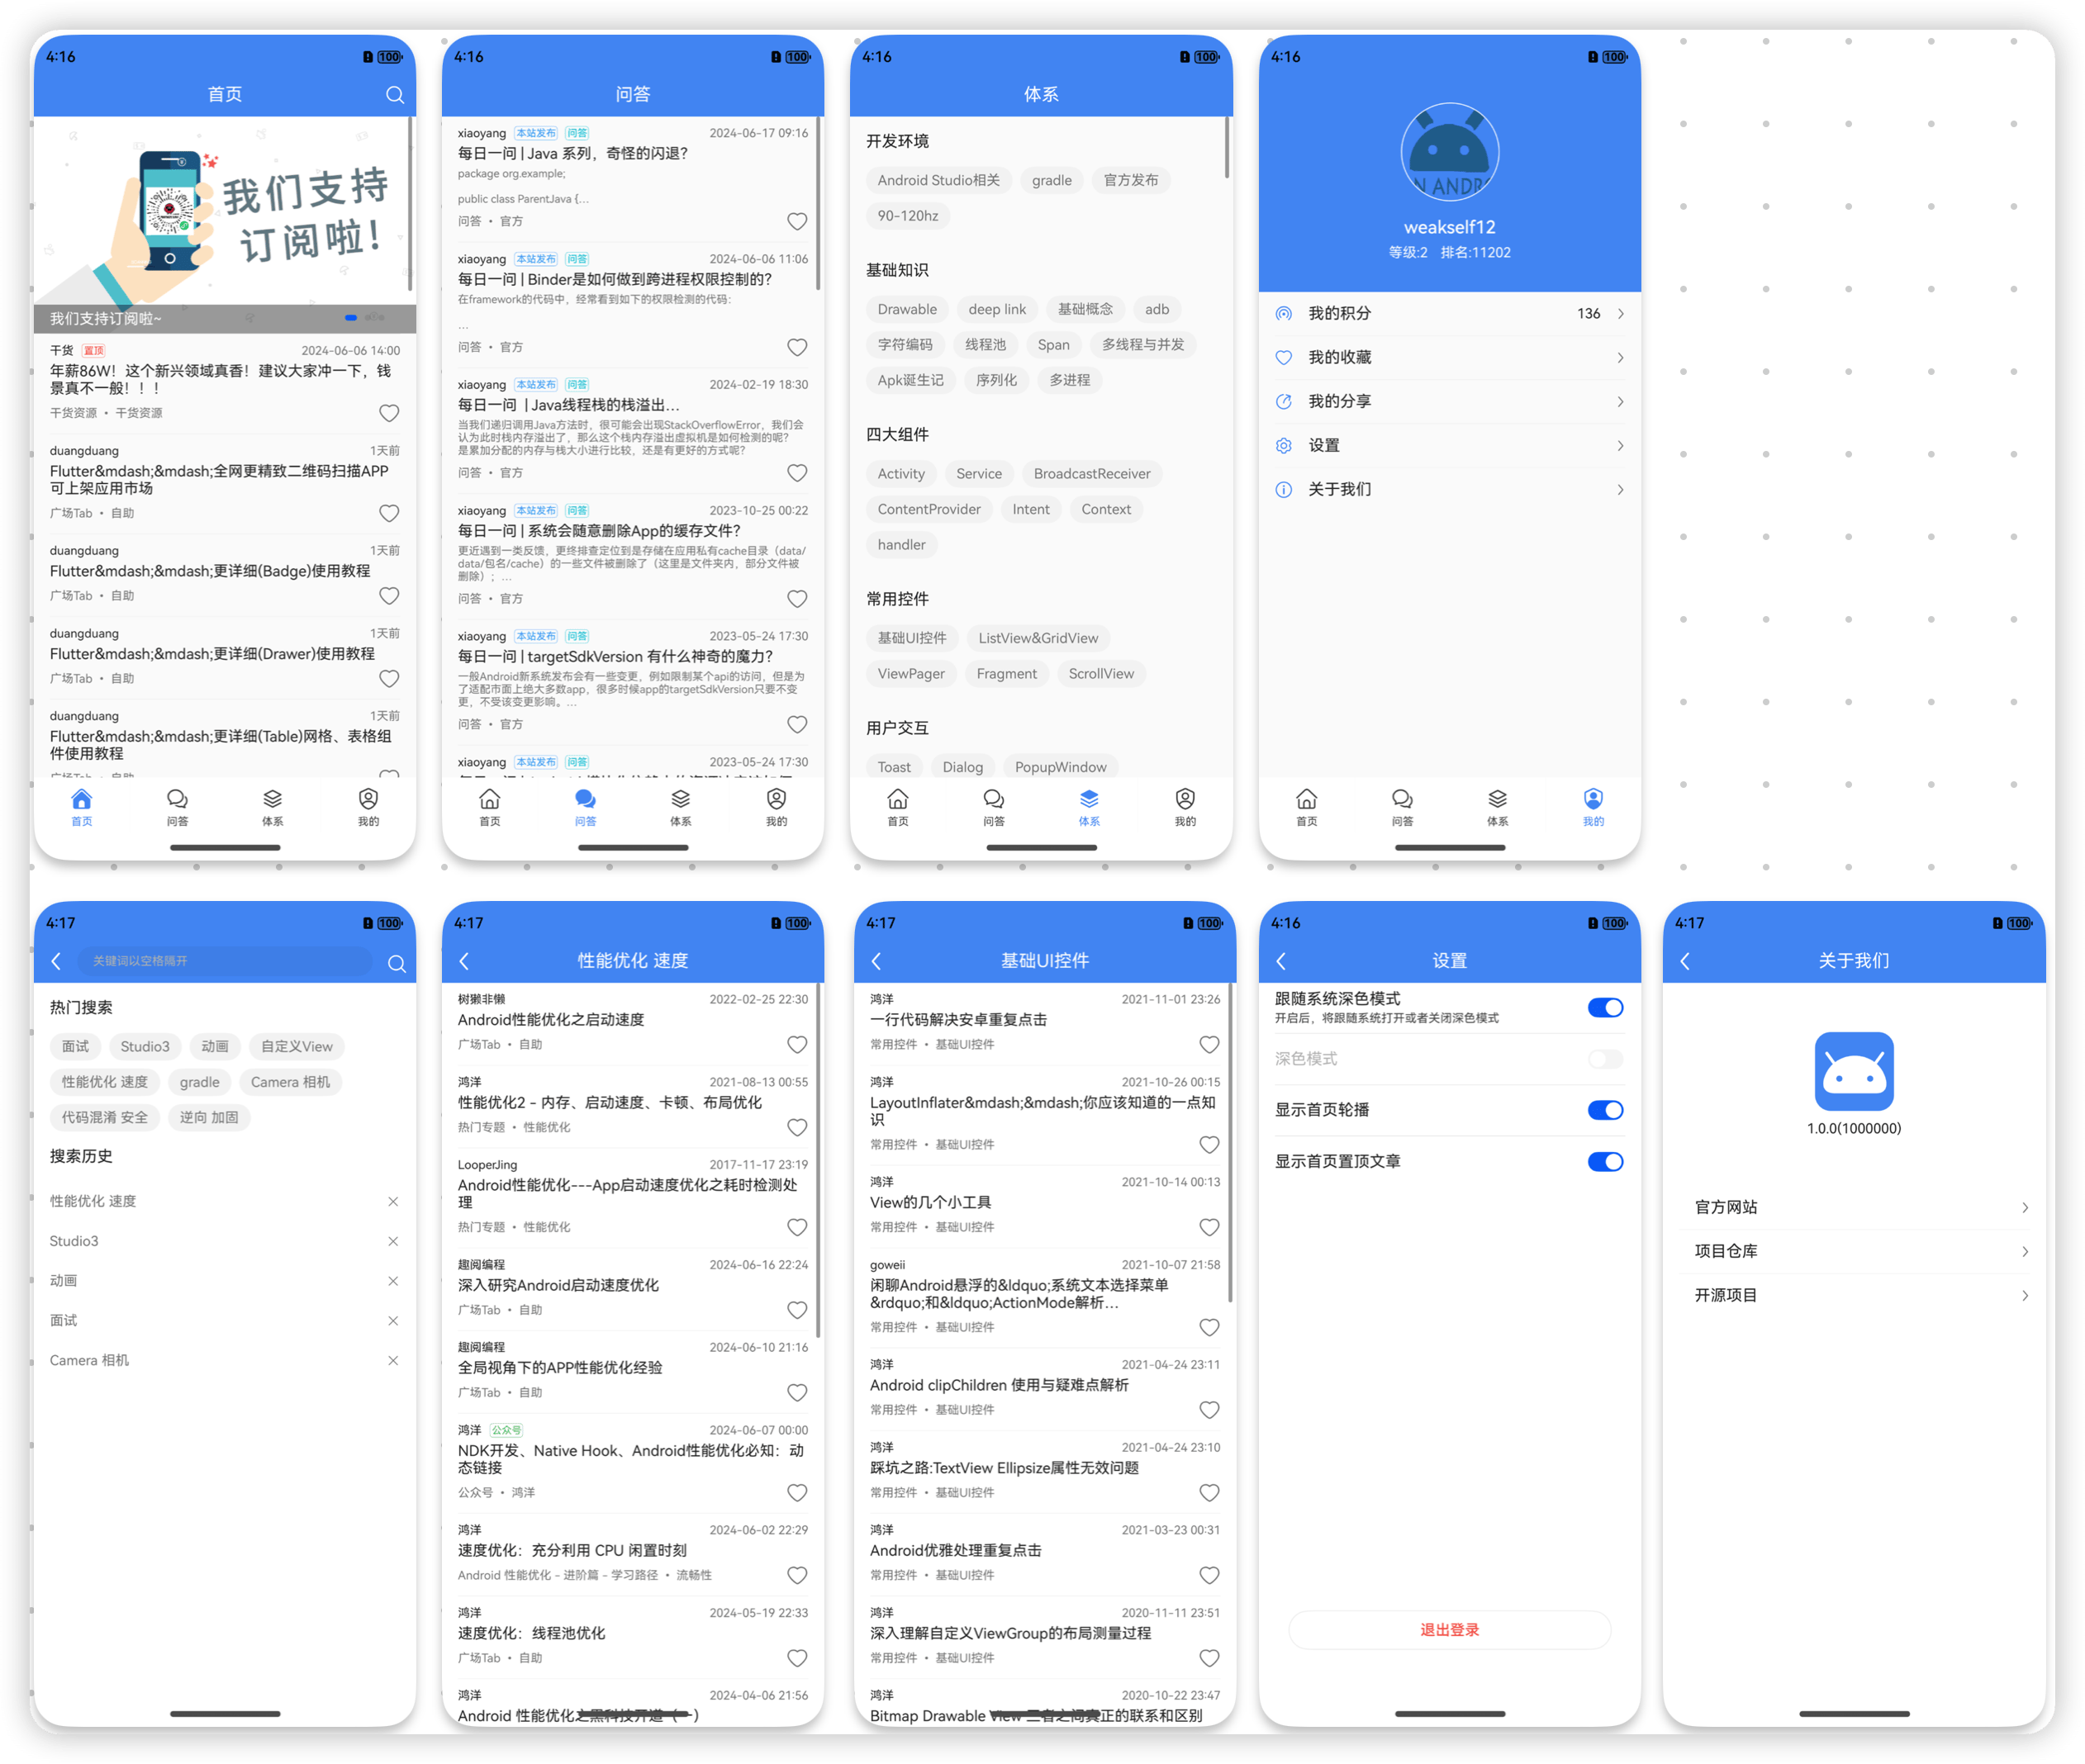 4:16
100
首页
我们支持
订阅啦!
我们支持订阅啦~
干货 置顶 2024-06-06 14:00
年薪86W！这个新兴领域真香！建议大家冲一下，钱
景真不一般！！！
干货资源 • 干货资源
duangduang 1天前
Flutter&mdash;&mdash;全网更精致二维码扫描APP
可上架应用市场
广场Tab • 自助
duangduang 1天前
Flutter&mdash;&mdash;更详细(Badge)使用教程
广场Tab • 自助
duangduang 1天前
Flutter&mdash;&mdash;更详细(Drawer)使用教程
广场Tab • 自助
duangduang 1天前
Flutter&mdash;&mdash;更详细(Table)网格、表格组
件使用教程
广场Tab • 自助
首页 问答 体系 我的
4:16
100
问答
xiaoyang 本站发布 问答 2024-06-17 09:16
每日一问 | Java 系列，奇怪的闪退？
package org.example;
public class ParentJava {...
问答 • 官方
xiaoyang 本站发布 问答 2024-06-06 11:06
每日一问 | Binder是如何做到跨进程权限控制的？
在framework的代码中，经常看到如下的权限检测的代码：
...
问答 • 官方
xiaoyang 本站发布 问答 2024-02-19 18:30
每日一问 | Java线程栈的栈溢出...
当我们递归调用Java方法时，很可能会出现StackOverflowError，我们会
认为此时栈内存溢出了，那么这个栈内存溢出虚拟机是如何检测的呢？
是累加分配的内存与栈大小进行比较，还是有更好的方式呢？
问答 • 官方
xiaoyang 本站发布 问答 2023-10-25 00:22
每日一问 | 系统会随意删除App的缓存文件？
更近遇到一类反馈，更终排查定位到是存储在应用私有cache目录（data/
data/包名/cache）的一些文件被删除了（这里是文件夹内，部分文件被
删除）；...
问答 • 官方
xiaoyang 本站发布 问答 2023-05-24 17:30
每日一问 | targetSdkVersion 有什么神奇的魔力？
一般Android新系统发布会有一些变更，例如限制某个api的访问，但是为
了适配市面上绝大多数app，很多时候app的targetSdkVersion只要不变
更，不受该变更影响。...
问答 • 官方
xiaoyang 本站发布 问答 2023-05-24 17:30
首页 问答 体系 我的
4:16
100
体系
开发环境
Android Studio相关 gradle 官方发布
90-120hz
基础知识
Drawable deep link 基础概念 adb
字符编码 线程池 Span 多线程与并发
Apk诞生记 序列化 多进程
四大组件
Activity Service BroadcastReceiver
ContentProvider Intent Context
handler
常用控件
基础UI控件 ListView&GridView
ViewPager Fragment ScrollView
用户交互
Toast Dialog PopupWindow
首页 问答 体系 我的
4:16
100
N ANDR
weakself12
等级:2 排名:11202
我的积分 136
我的收藏
我的分享
设置
关于我们
首页 问答 体系 我的
4:17
100
关键词以空格隔开
热门搜索
面试 Studio3 动画 自定义View
性能优化 速度 gradle Camera 相机
代码混淆 安全 逆向 加固
搜索历史
性能优化 速度
Studio3
动画
面试
Camera 相机
4:17
100
性能优化 速度
树獭非懒 2022-02-25 22:30
Android性能优化之启动速度
广场Tab • 自助
鸿洋 2021-08-13 00:55
性能优化2 - 内存、启动速度、卡顿、布局优化
热门专题 • 性能优化
LooperJing 2017-11-17 23:19
Android性能优化---App启动速度优化之耗时检测处
理
热门专题 • 性能优化
趣阅编程 2024-06-16 22:24
深入研究Android启动速度优化
广场Tab • 自助
趣阅编程 2024-06-10 21:16
全局视角下的APP性能优化经验
广场Tab • 自助
鸿洋 公众号 2024-06-07 00:00
NDK开发、Native Hook、Android性能优化必知：动
态链接
公众号 • 鸿洋
鸿洋 2024-06-02 22:29
速度优化：充分利用 CPU 闲置时刻
Android 性能优化 - 进阶篇 - 学习路径 • 流畅性
鸿洋 2024-05-19 22:33
速度优化：线程池优化
广场Tab • 自助
鸿洋 2024-04-06 21:56
Android 性能优化之黑科技开道（一）
4:17
100
基础UI控件
鸿洋 2021-11-01 23:26
一行代码解决安卓重复点击
常用控件 • 基础UI控件
鸿洋 2021-10-26 00:15
LayoutInflater&mdash;&mdash;你应该知道的一点知
识
常用控件 • 基础UI控件
鸿洋 2021-10-14 00:13
View的几个小工具
常用控件 • 基础UI控件
goweii 2021-10-07 21:58
闲聊Android悬浮的&ldquo;系统文本选择菜单
&rdquo;和&ldquo;ActionMode解析...
常用控件 • 基础UI控件
鸿洋 2021-04-24 23:11
Android clipChildren 使用与疑难点解析
常用控件 • 基础UI控件
鸿洋 2021-04-24 23:10
踩坑之路:TextView Ellipsize属性无效问题
常用控件 • 基础UI控件
鸿洋 2021-03-23 00:31
Android优雅处理重复点击
常用控件 • 基础UI控件
鸿洋 2020-11-11 23:51
深入理解自定义ViewGroup的布局测量过程
常用控件 • 基础UI控件
鸿洋 2020-10-22 23:47
Bitmap Drawable View 三者之间真正的联系和区别
4:16
100
设置
跟随系统深色模式
开启后，将跟随系统打开或者关闭深色模式
深色模式
显示首页轮播
显示首页置顶文章
退出登录
4:17
100
关于我们
1.0.0(1000000)
官方网站
项目仓库
开源项目